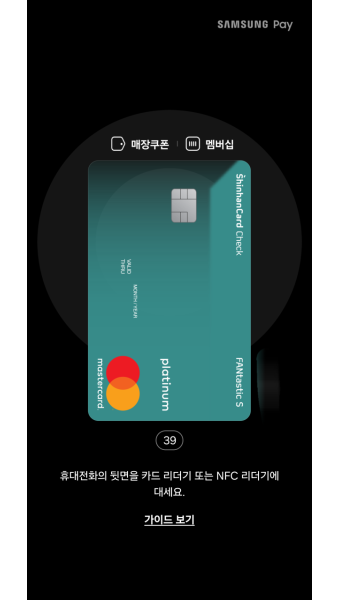 SAMSUNG Pay
매장쿠폰
멤버십
ShinhanCard Check
VALID THRU
MONTH / YEAR
FANtastic S
platinum
mastercard.
39
휴대전화의 뒷면을 카드 리더기 또는 NFC 리더기에
대세요.
가이드 보기